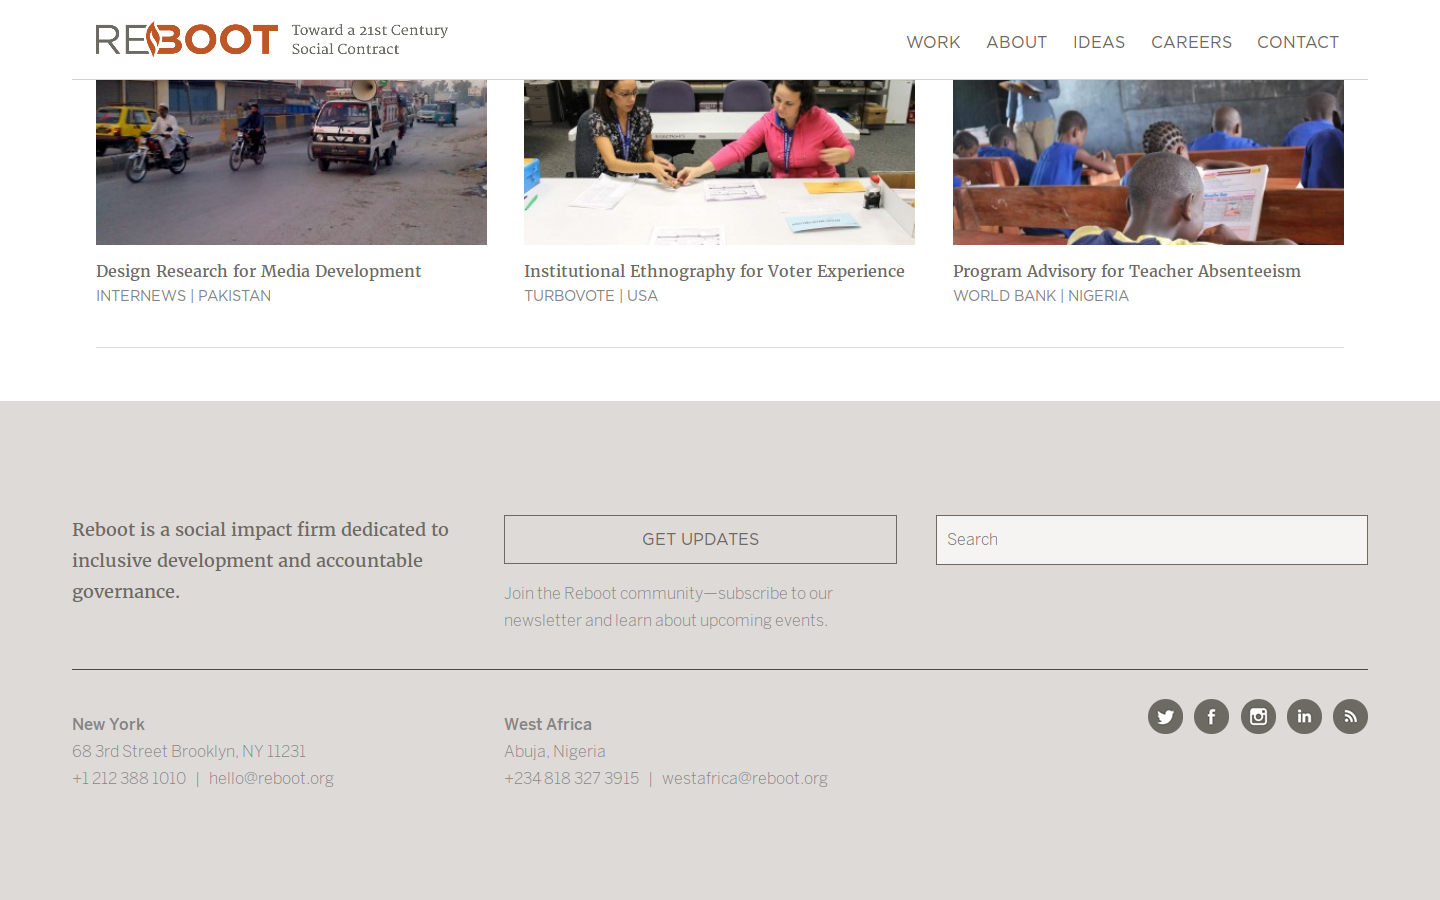 REBOOT
Toward a 21st Century
Social Contract
WORK ABOUT IDEAS CAREERS CONTACT
Design Research for Media Development
INTERNEWS | PAKISTAN
Institutional Ethnography for Voter Experience
TURBOVOTE | USA
Program Advisory for Teacher Absenteeism
WORLD BANK | NIGERIA
Reboot is a social impact firm dedicated to
inclusive development and accountable
governance.
GET UPDATES
Join the Reboot community—subscribe to our
newsletter and learn about upcoming events.
Search
New York
68 3rd Street Brooklyn, NY 11231
+1 212 388 1010 | hello@reboot.org
West Africa
Abuja, Nigeria
+234 818 327 3915 | westafrica@reboot.org